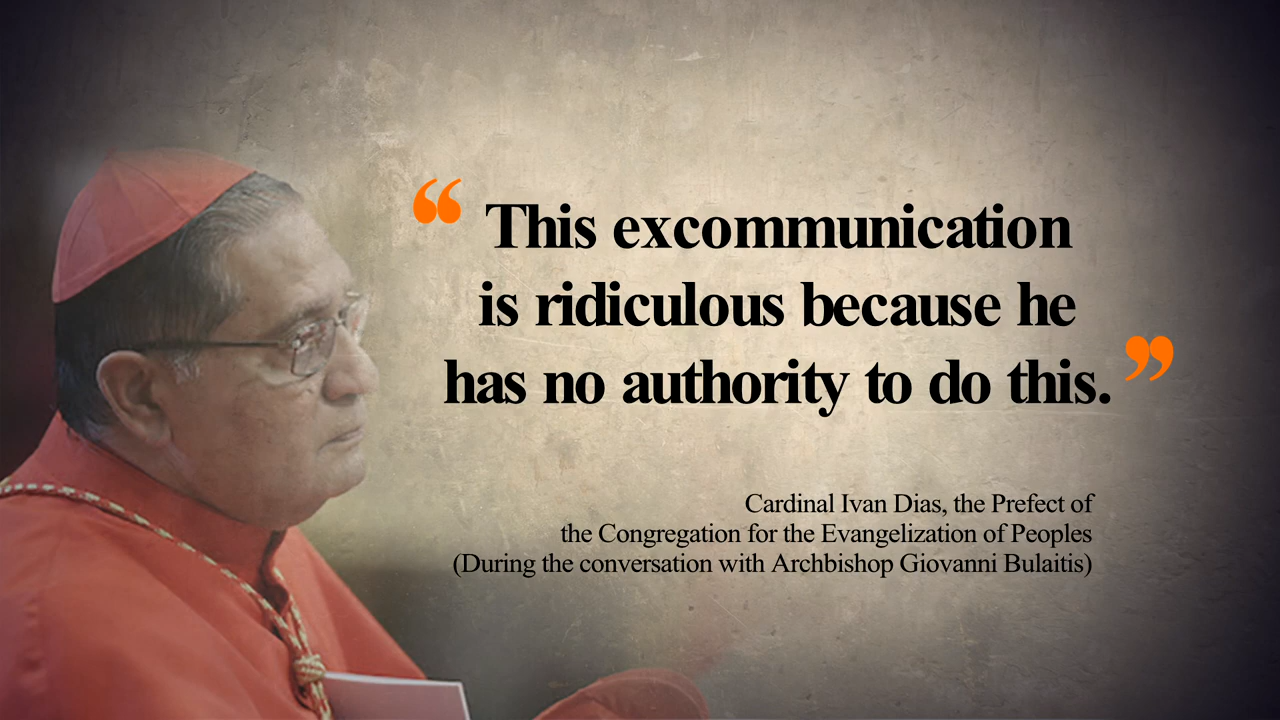 “ This excommunication
is ridiculous because he
has no authority to do this. ”
Cardinal Ivan Dias, the Prefect of
the Congregation for the Evangelization of Peoples
(During the conversation with Archbishop Giovanni Bulaitis)